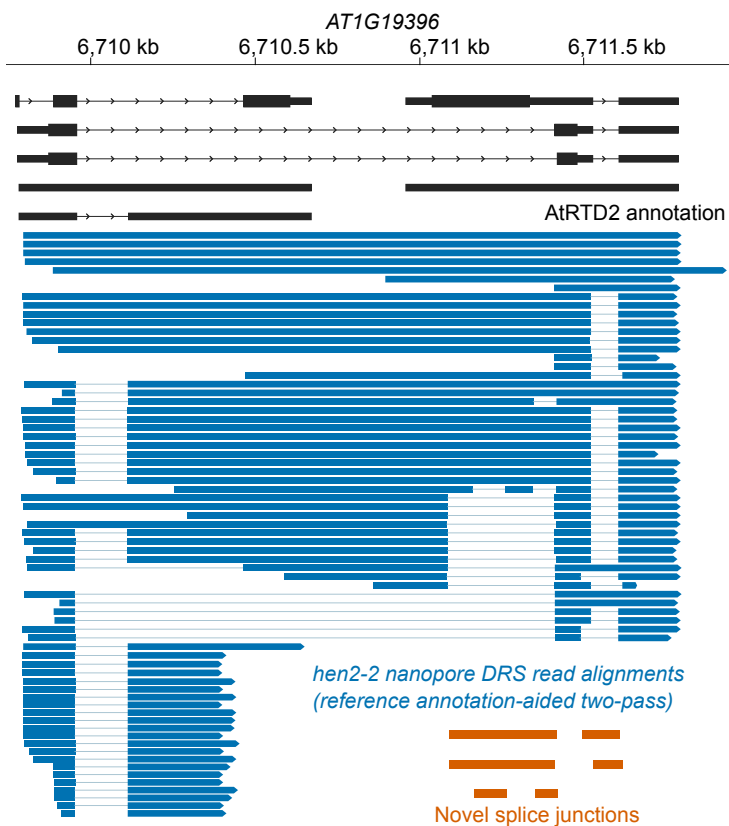 AT1G19396
6,710 kb 6,710.5 kb 6,711 kb 6,711.5 kb
AtRTD2 annotation
hen2-2 nanopore DRS read alignments
(reference annotation-aided two-pass)
Novel splice junctions